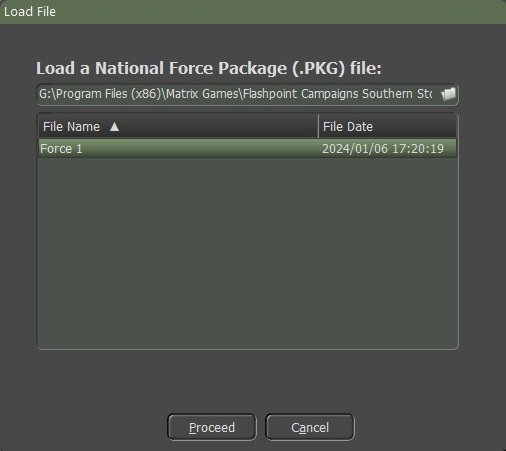 Load File
Load a National Force Package (.PKG) file:
G:\Program Files (x86)\Matrix Games\Flashpoint Campaigns Southern Sto
File Name ▲ File Date
Force 1 2024/01/06 17:20:19
Proceed Cancel